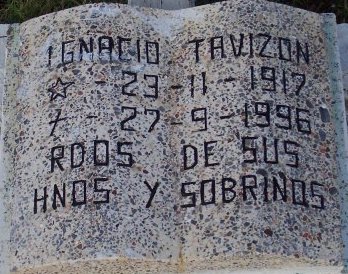 IGNACIO TAVIZON
☆ - 23 - 11 - 1917
† - 27 - 9 - 1996
RDOS DE SUS
HNOS Y SOBRINOS